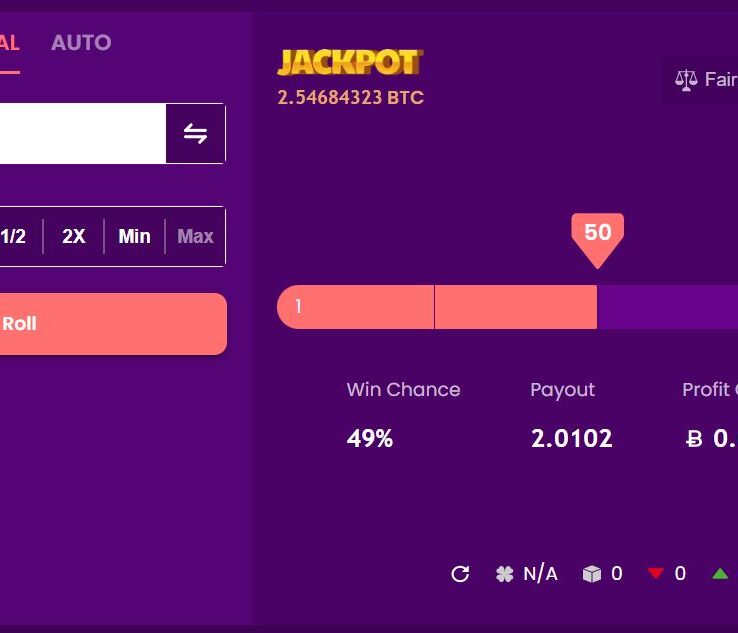 AL AUTO
JACKPOT
2.54684323 BTC
Fair
50
1/2 2X Min Max
1
Roll
Win Chance Payout Profit
49% 2.0102 0.
N/A 0 0